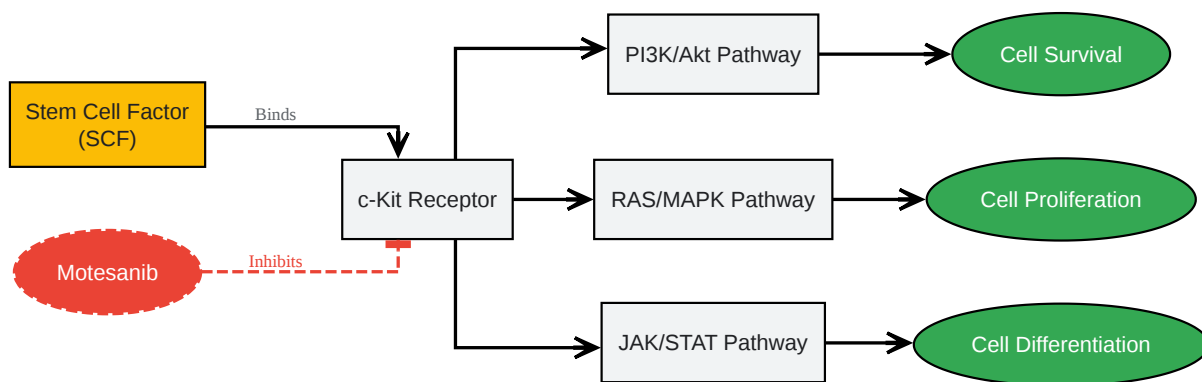 PI3K/Akt Pathway
Cell Survival
Stem Cell Factor
(SCF)
Binds
c-Kit Receptor
RAS/MAPK Pathway
Cell Proliferation
Motesanib
Inhibits
JAK/STAT Pathway
Cell Differentiation